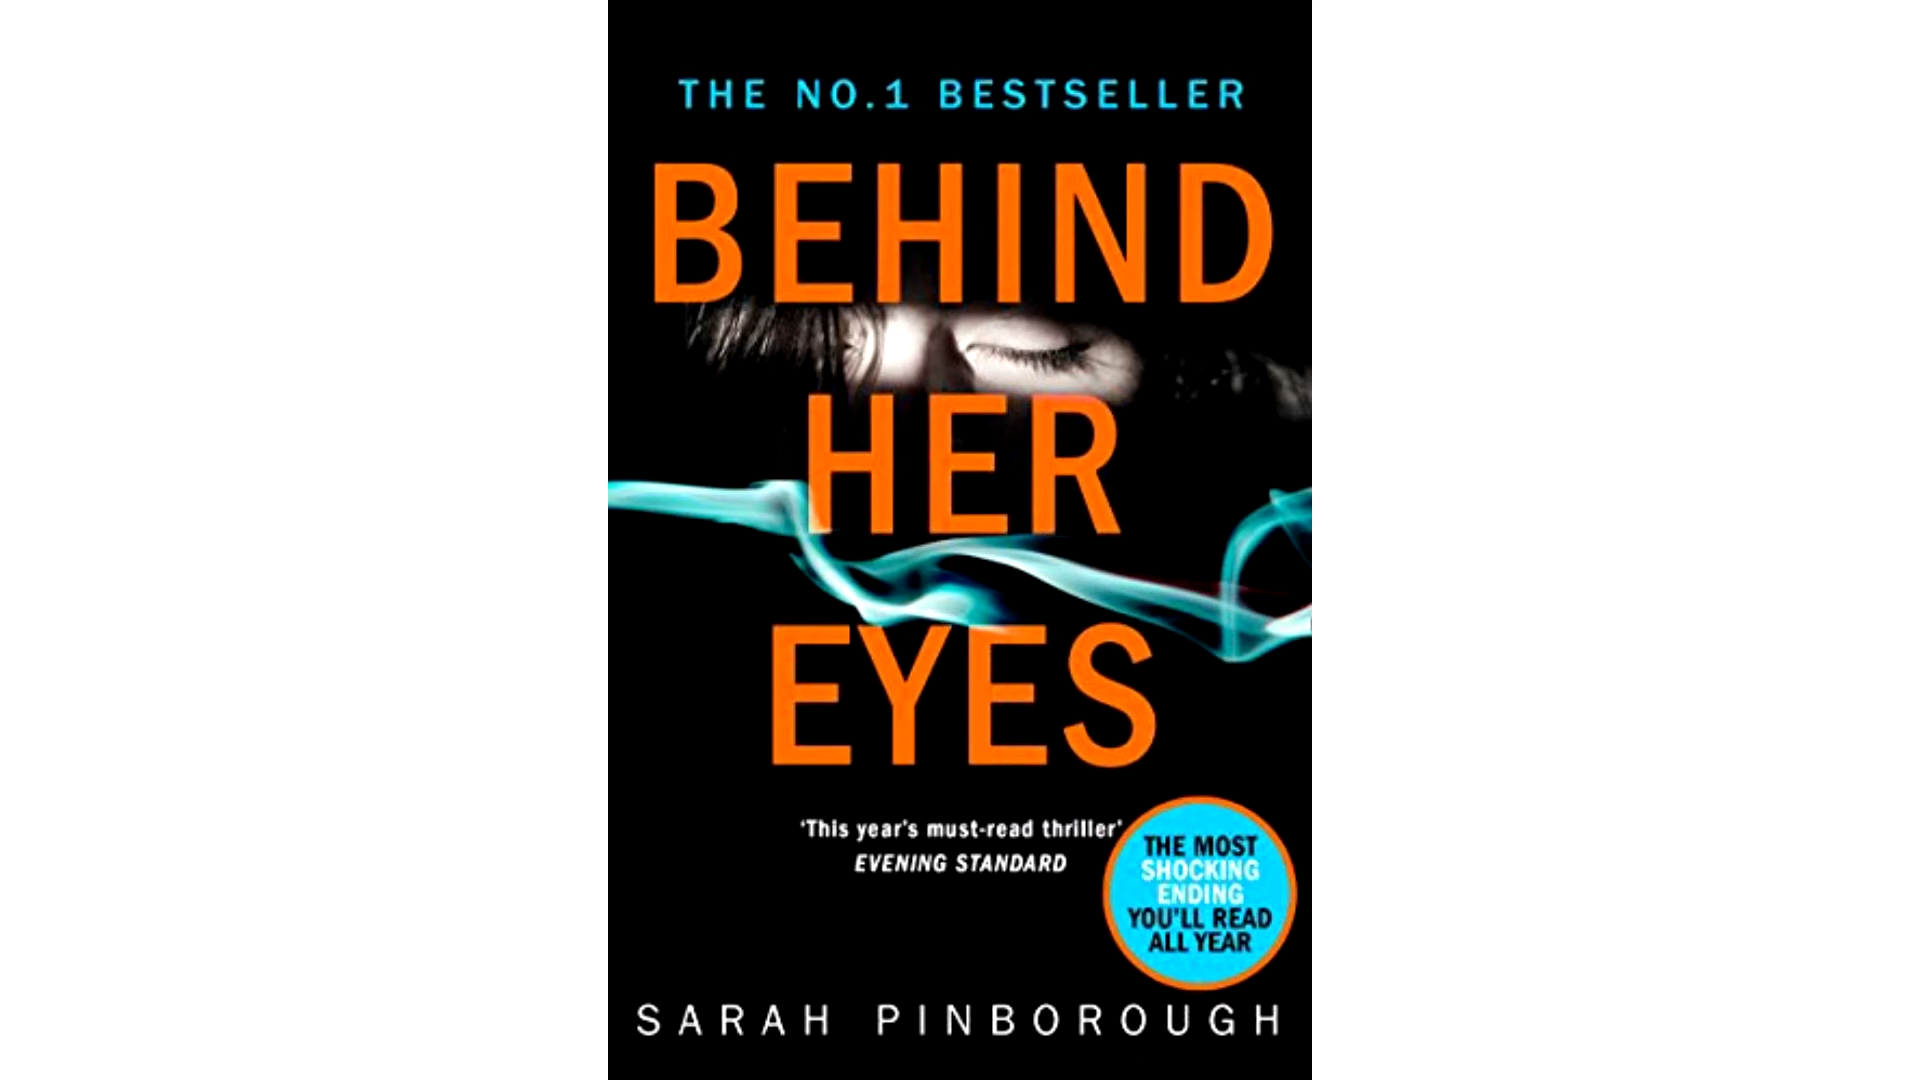 THE NO.1 BESTSELLER
BEHIND
HER
EYES
‘This year’s must-read thriller’
EVENING STANDARD
THE MOST
SHOCKING
ENDING
YOU'LL READ
ALL YEAR
SARAH PINBOROUGH